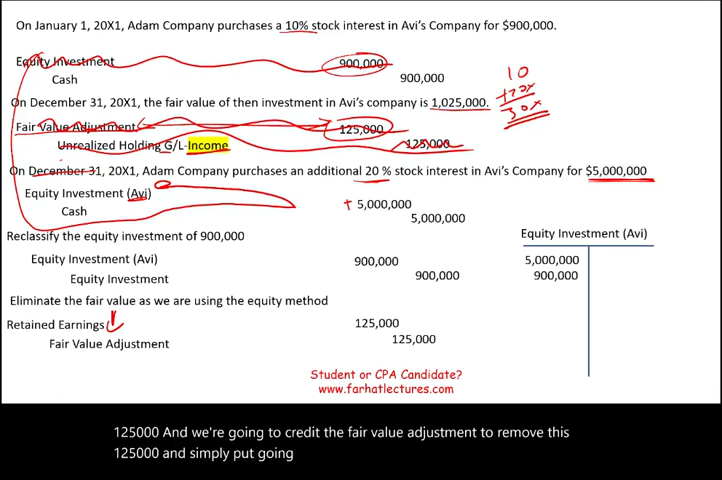 On January 1, 20X1, Adam Company purchases a 10% stock interest in Avi's Company for $900,000.
Equity Investment 900,000
Cash 900,000
10
+20%
30%
On December 31, 20X1, the fair value of then investment in Avi's company is 1,025,000.
Fair Value Adjustment 125,000
Unrealized Holding G/L-Income 125,000
On December 31, 20X1, Adam Company purchases an additional 20 % stock interest in Avi's Company for $5,000,000
Equity Investment (Avi) + 5,000,000
Cash 5,000,000
Reclassify the equity investment of 900,000
Equity Investment (Avi) 900,000
Equity Investment 900,000
Eliminate the fair value as we are using the equity method
Retained Earnings 125,000
Fair Value Adjustment 125,000
Equity Investment (Avi)
5,000,000
900,000
Student or CPA Candidate?
www.farhatlectures.com
125000 And we're going to credit the fair value adjustment to remove this
125000 and simply put going